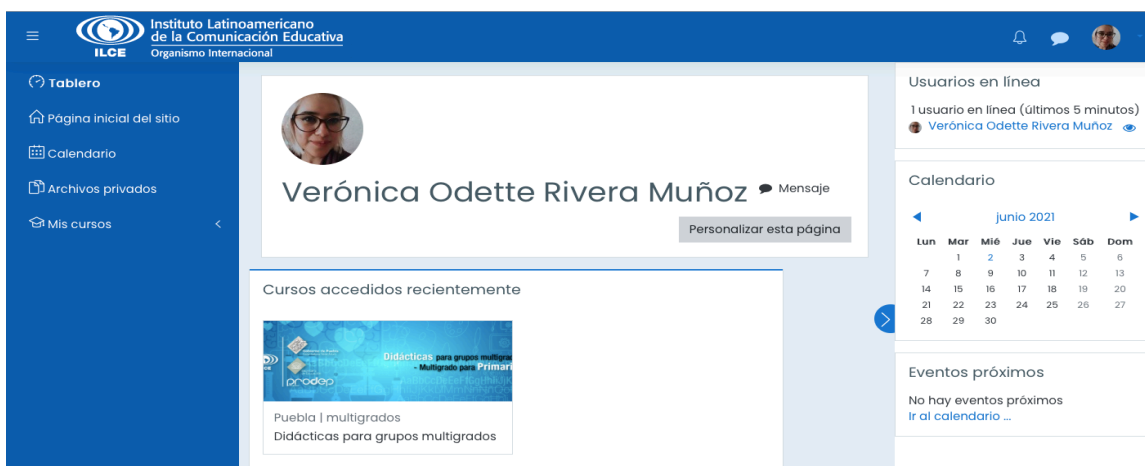 Instituto Latinoamericano
de la Comunicación Educativa
Organismo Internacional
ILCE
Tablero
Página inicial del sitio
Calendario
Archivos privados
Mis cursos
Verónica Odette Rivera Muñoz Mensaje
Personalizar esta página
Cursos accedidos recientemente
Didácticas para grupos multigrad
- Multigrado para Primari
prodep
Puebla | multigrados
Didácticas para grupos multigrados
Usuarios en línea
1 usuario en línea (últimos 5 minutos)
Verónica Odette Rivera Muñoz
Calendario
junio 2021
Lun Mar Mié Jue Vie Sáb Dom
1 2 3 4 5 6
7 8 9 10 11 12 13
14 15 16 17 18 19 20
21 22 23 24 25 26 27
28 29 30
Eventos próximos
No hay eventos próximos
Ir al calendario ...